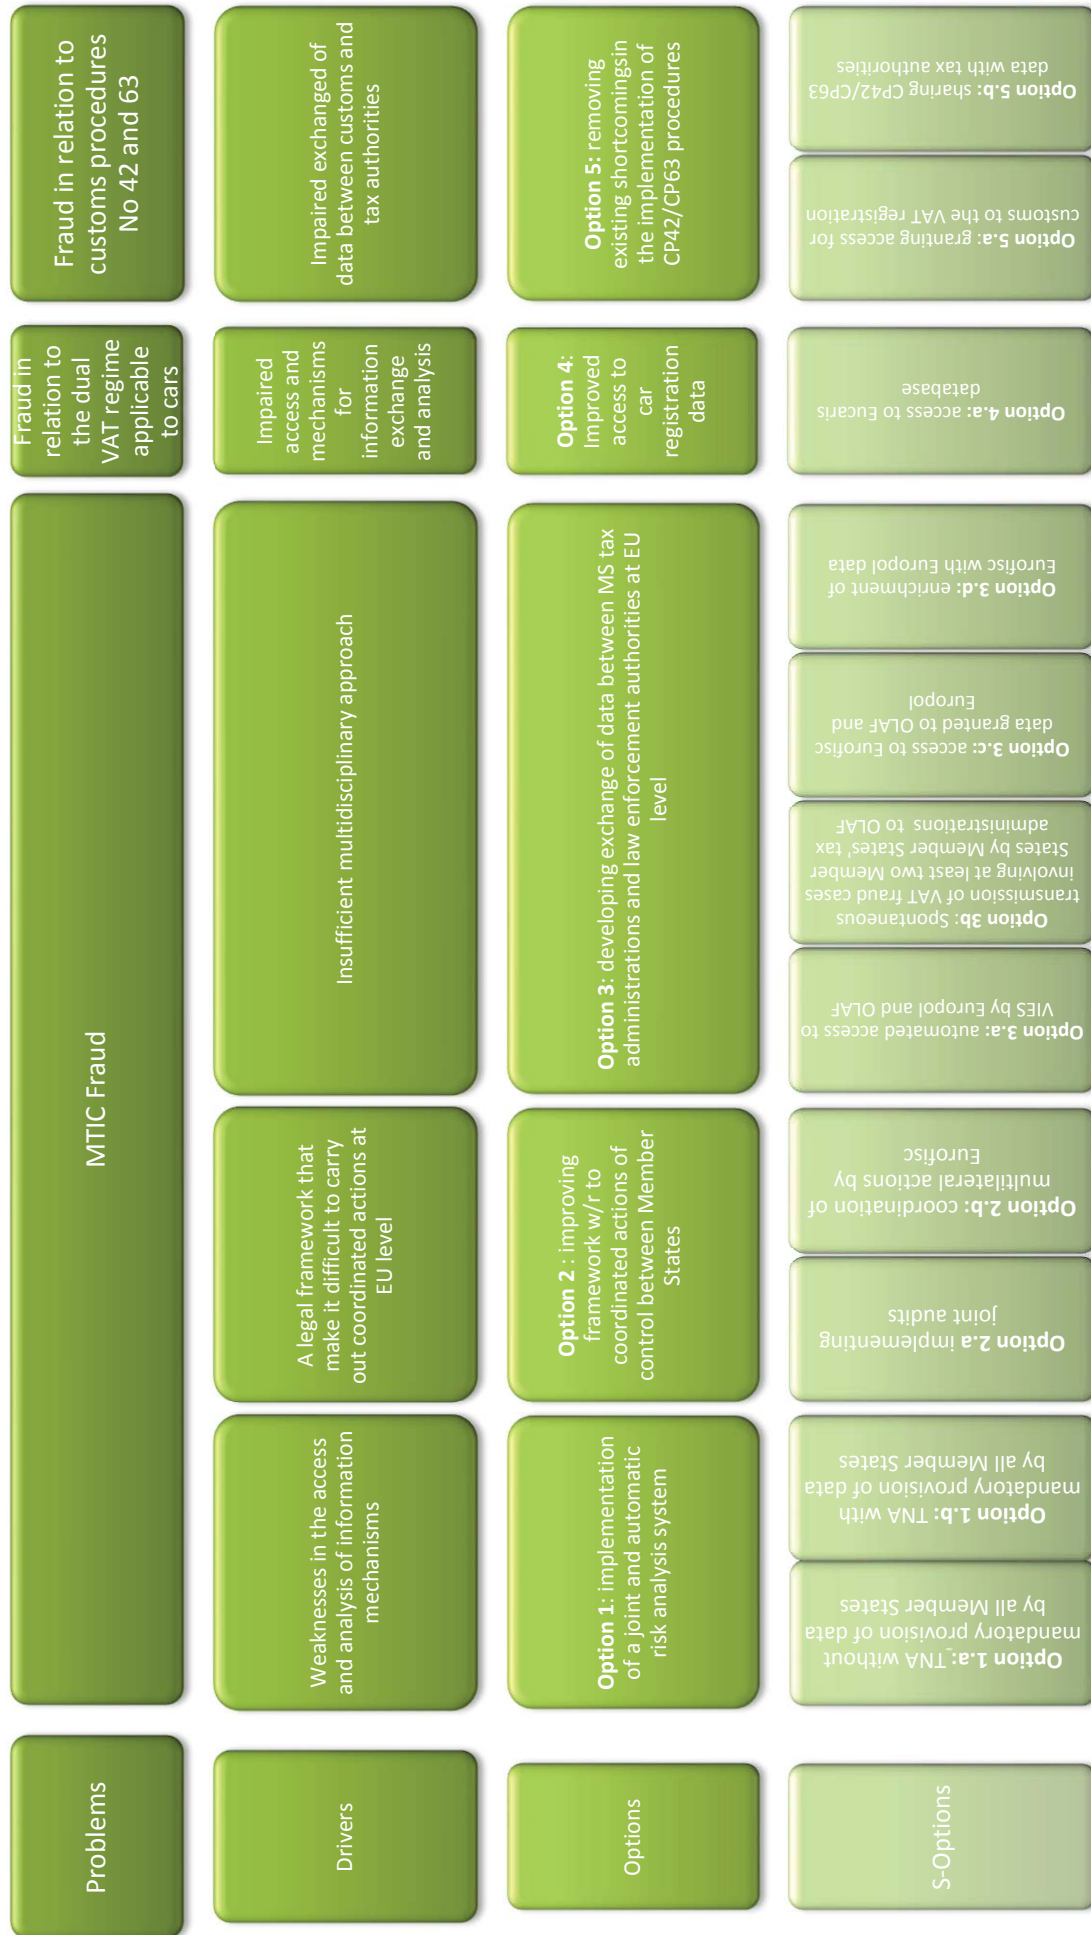 Problems
MTIC Fraud
Fraud in
relation to
the dual
VAT regime
applicable
to cars
Fraud in relation to
customs procedures
No 42 and 63
Drivers
Weaknesses in the access
and analysis of information
mechanisms
A legal framework that
make it difficult to carry
out coordinated actions at
EU level
Insufficient multidisciplinary approach
Impaired
access and
mechanisms
for
information
exchange
and analysis
Impaired exchanged of
data between customs and
tax authorities
Options
Option 1: implementation
of a joint and automatic
risk analysis system
Option 2 : improving
framework w/r to
coordinated actions of
control between Member
States
Option 3: developing exchange of data between MS tax
administrations and law enforcement authorities at EU
level
Option 4:
Improved
access to
car
registration
data
Option 5: removing
existing shortcomingsin
the implementation of
CP42/CP63 procedures
S-Options
Option 1.a: TNA without
mandatory provision of data
by all Member States
Option 1.b: TNA with
mandatory provision of data
by all Member States
Option 2.a implementing
joint audits
Option 2.b: coordination of
multilateral actions by
Eurofisc
Option 3.a: automated access to
VIES by Europol and OLAF
Option 3b: Spontaneous
transmission of VAT fraud cases
involving at least two Member
States by Member States' tax
administrations to OLAF
Option 3.c: access to Eurofisc
data granted to OLAF and
Europol
Option 3.d: enrichment of
Eurofisc with Europol data
Option 4.a: access to Eucaris
database
Option 5.a: granting access for
customs to the VAT registration
Option 5.b: sharing CP42/CP63
data with tax authorities